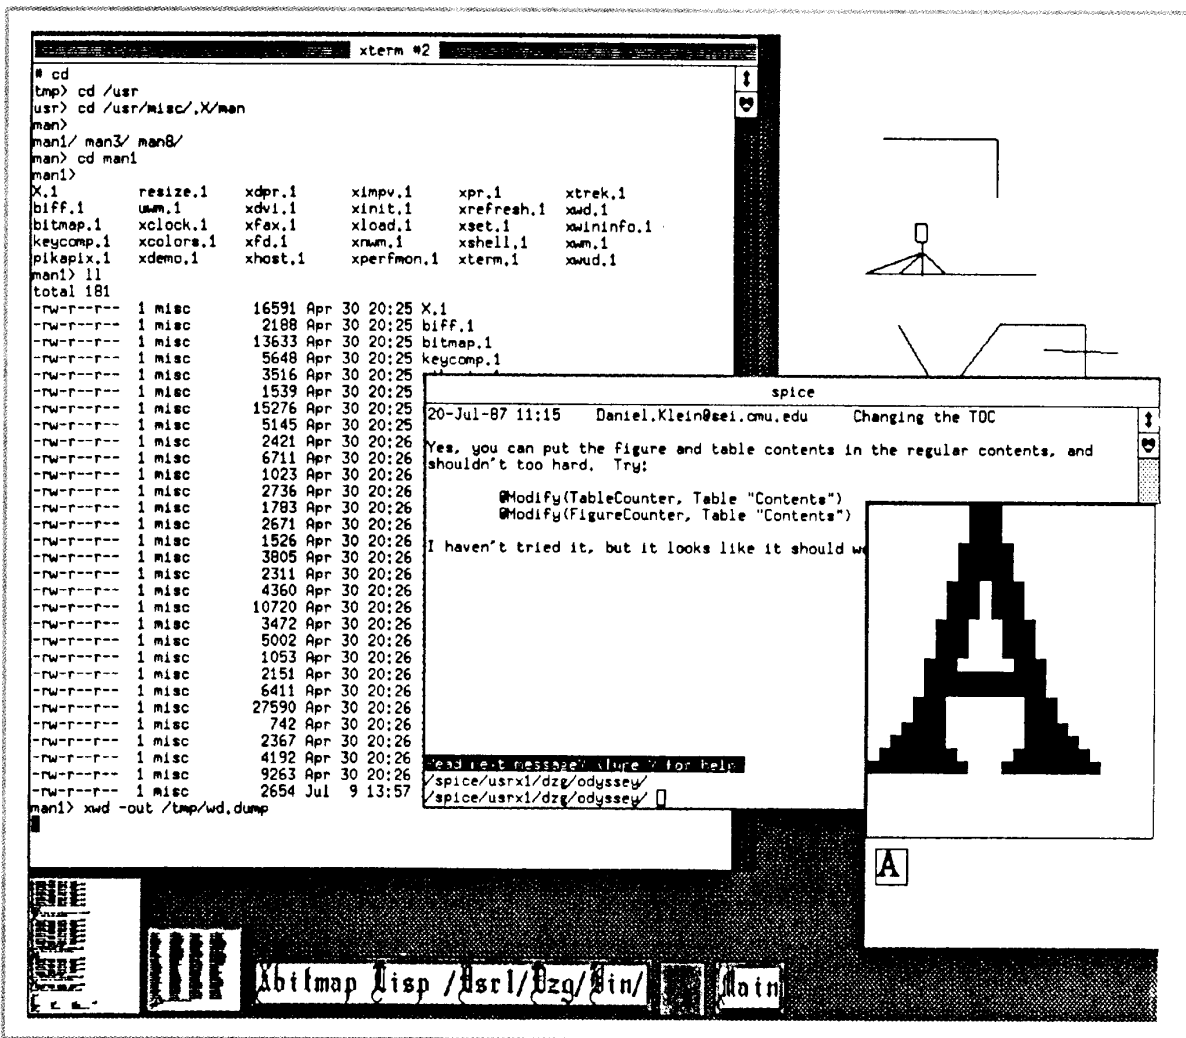 xterm #2
# cd
tmp> cd /usr
usr> cd /usr/misc/.X/man
man>
man1/ man3/ man8/
man> cd man1
man1>
X.1 resize.1 xdpr.1 ximpv.1 xpr.1 xtrek.1
biff.1 uwm.1 xdvi.1 xinit.1 xrefresh.1 xwd.1
bitmap.1 xclock.1 xfax.1 xload.1 xset.1 xwininfo.1
keycomp.1 xcolors.1 xfd.1 xnwm.1 xshell.1 xwm.1
pikapix.1 xdemo.1 xhost.1 xperfmon.1 xterm.1 xwud.1
man1> ll
total 181
-rw-r--r-- 1 misc 16591 Apr 30 20:25 X.1
-rw-r--r-- 1 misc 2188 Apr 30 20:25 biff.1
-rw-r--r-- 1 misc 13633 Apr 30 20:25 bitmap.1
-rw-r--r-- 1 misc 5648 Apr 30 20:25 keycomp.1
-rw-r--r-- 1 misc 3516 Apr 30 20:25
-rw-r--r-- 1 misc 1539 Apr 30 20:25
-rw-r--r-- 1 misc 15276 Apr 30 20:25
-rw-r--r-- 1 misc 5145 Apr 30 20:25
-rw-r--r-- 1 misc 2421 Apr 30 20:26
-rw-r--r-- 1 misc 6711 Apr 30 20:26
-rw-r--r-- 1 misc 1023 Apr 30 20:26
-rw-r--r-- 1 misc 2736 Apr 30 20:26
-rw-r--r-- 1 misc 1783 Apr 30 20:26
-rw-r--r-- 1 misc 2671 Apr 30 20:26
-rw-r--r-- 1 misc 1526 Apr 30 20:26
-rw-r--r-- 1 misc 3805 Apr 30 20:26
-rw-r--r-- 1 misc 2311 Apr 30 20:26
-rw-r--r-- 1 misc 4360 Apr 30 20:26
-rw-r--r-- 1 misc 10720 Apr 30 20:26
-rw-r--r-- 1 misc 3472 Apr 30 20:26
-rw-r--r-- 1 misc 5002 Apr 30 20:26
-rw-r--r-- 1 misc 1053 Apr 30 20:26
-rw-r--r-- 1 misc 2151 Apr 30 20:26
-rw-r--r-- 1 misc 6411 Apr 30 20:26
-rw-r--r-- 1 misc 27590 Apr 30 20:26
-rw-r--r-- 1 misc 742 Apr 30 20:26
-rw-r--r-- 1 misc 2367 Apr 30 20:26
-rw-r--r-- 1 misc 4192 Apr 30 20:26
-rw-r--r-- 1 misc 9263 Apr 30 20:26
-rw-r--r-- 1 misc 2654 Jul 9 13:57
man1> xwd -out /tmp/wd.dump
spice
20-Jul-87 11:15 Daniel.Klein@sei.cmu.edu Changing the TOC
Yes, you can put the figure and table contents in the regular contents, and
shouldn't too hard. Try:
@Modify(TableCounter, Table "Contents")
@Modify(FigureCounter, Table "Contents")
I haven't tried it, but it looks like it should
Read next message? (Type ? for help
/spice/usrx1/dzg/odyssey/
/spice/usrx1/dzg/odyssey/
A
A
Xbitmap Disp /Usr1/Dzg/Bin/
Main